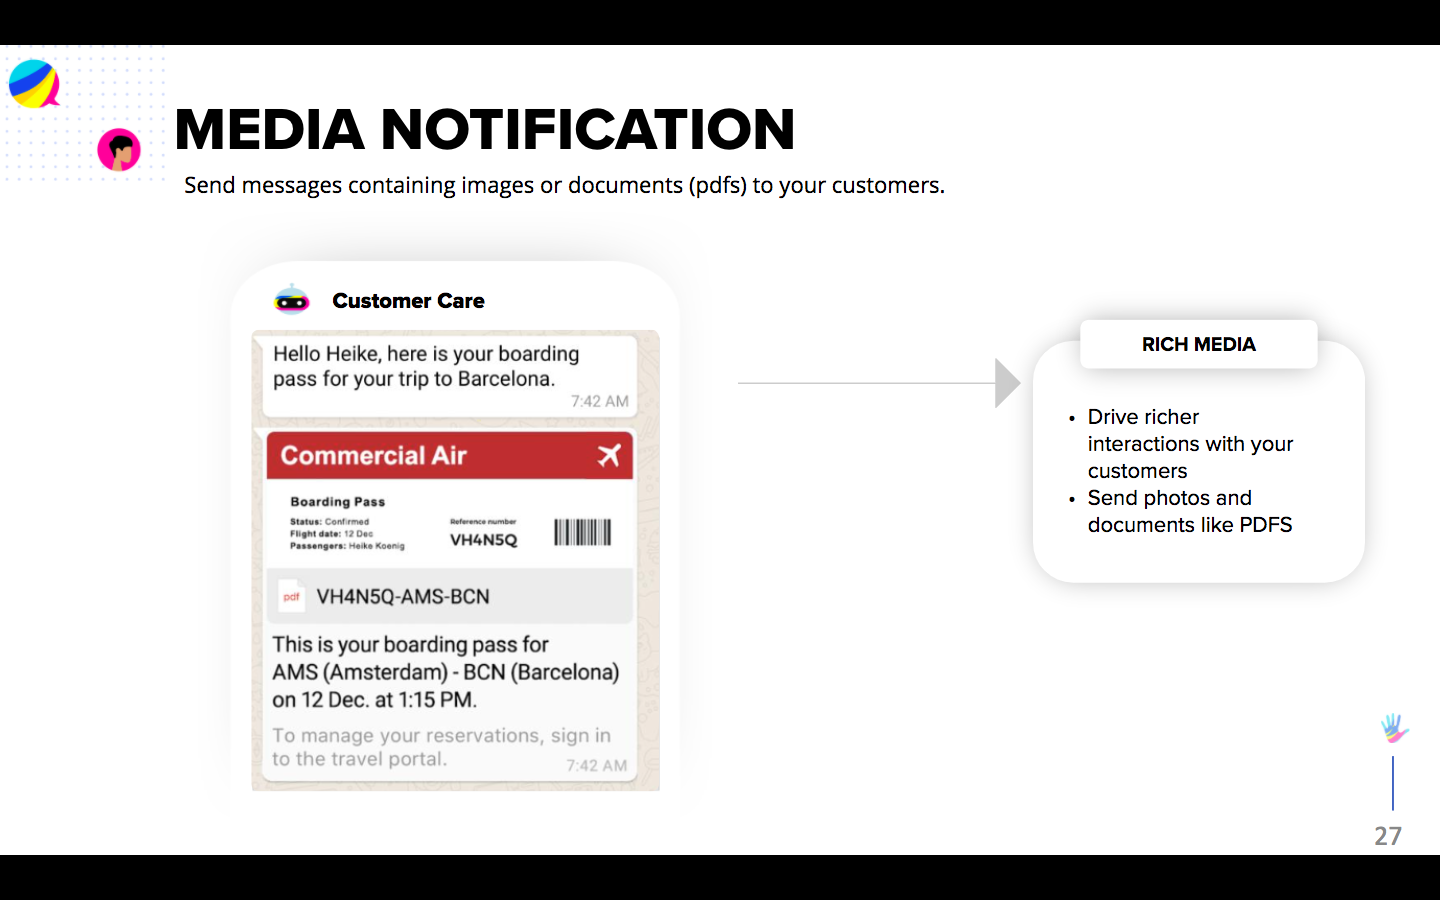 MEDIA NOTIFICATION
Send messages containing images or documents (pdfs) to your customers.
Customer Care
Hello Heike, here is your boarding
pass for your trip to Barcelona.
7:42 AM
Commercial Air
Boarding Pass
Status: Confirmed
Flight date: 12 Dec
Passengers: Heike Koenig
Reference number
VH4N5Q
pdf VH4N5Q-AMS-BCN
This is your boarding pass for
AMS (Amsterdam) - BCN (Barcelona)
on 12 Dec. at 1:15 PM.
To manage your reservations, sign in
to the travel portal.
7:42 AM
RICH MEDIA
• Drive richer
interactions with your
customers
• Send photos and
documents like PDFS
27